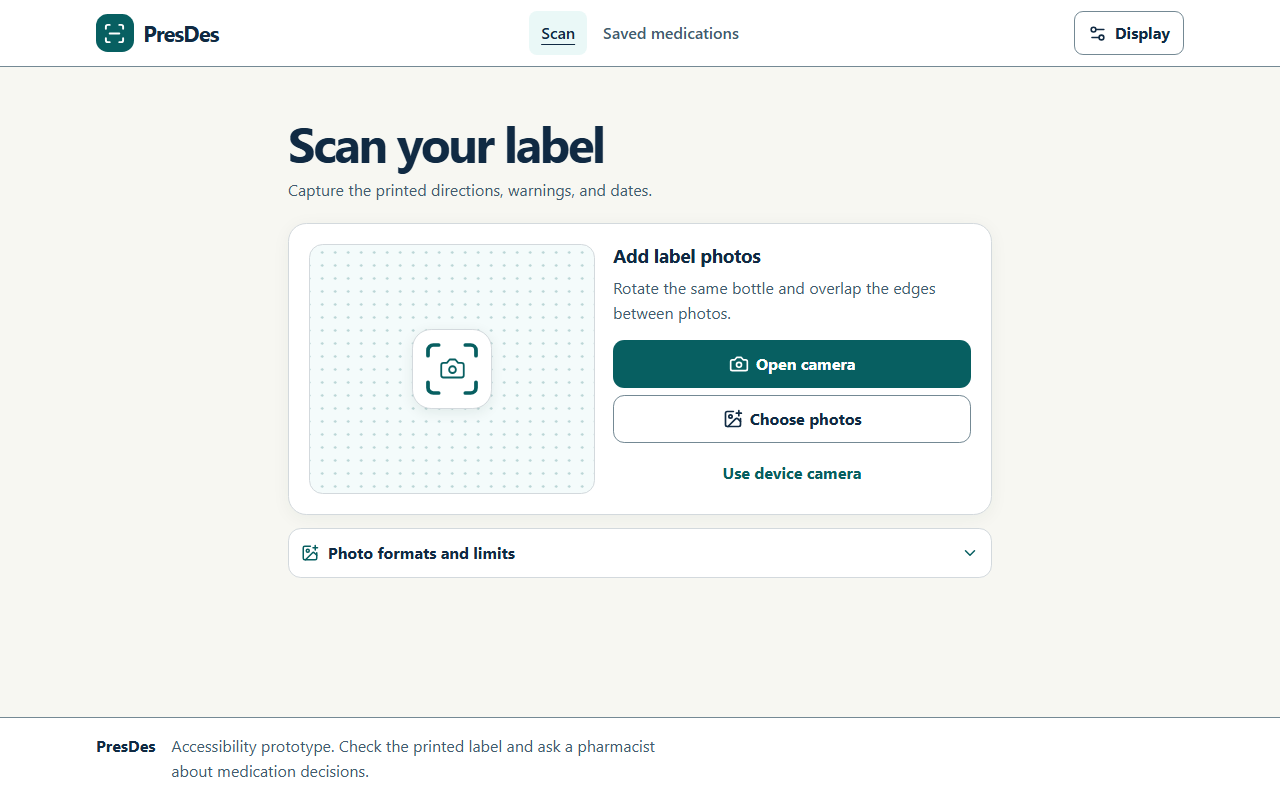 PresDes
Scan
Saved medications
Display
Scan your label
Capture the printed directions, warnings, and dates.
Add label photos
Rotate the same bottle and overlap the edges
between photos.
Open camera
Choose photos
Use device camera
Photo formats and limits
PresDes
Accessibility prototype. Check the printed label and ask a pharmacist
about medication decisions.